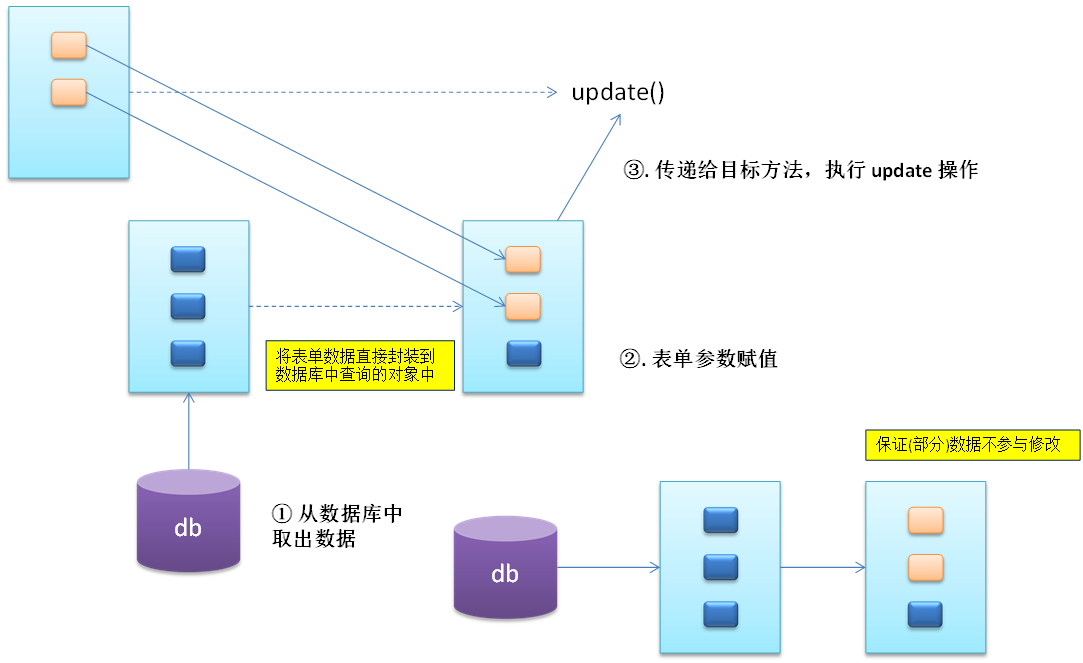 update()
③. 传递给目标方法，执行 update 操作
将表单数据直接封装到
数据库中查询的对象中
②. 表单参数赋值
保证(部分)数据不参与修改
db
① 从数据库中
取出数据
db